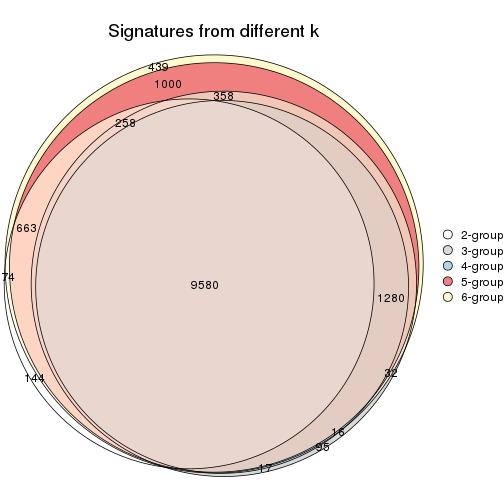 Signatures from different k
439
1000
358
258
663
74
9580
1280
144
32
16
95
17
2-group
3-group
4-group
5-group
6-group